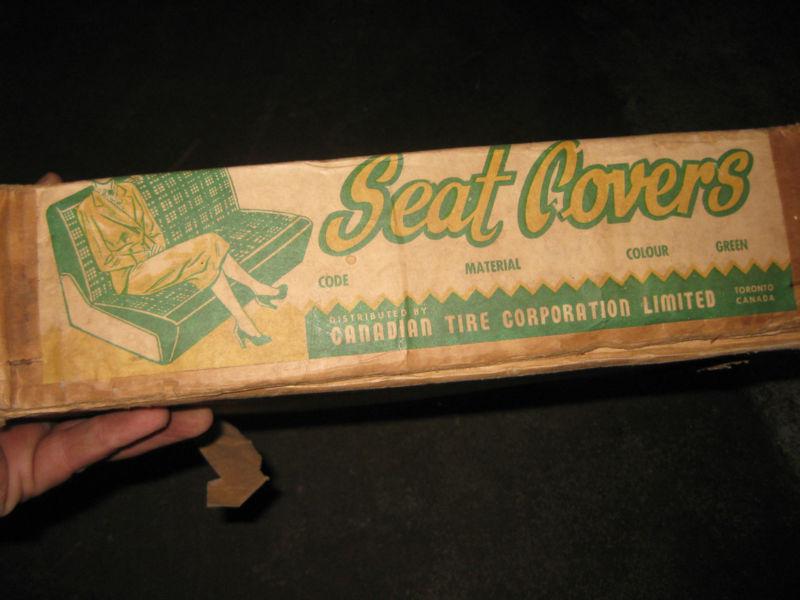 Seat Covers
CODE MATERIAL COLOUR GREEN
DISTRIBUTED BY
CANADIAN TIRE CORPORATION LIMITED
TORONTO
CANADA